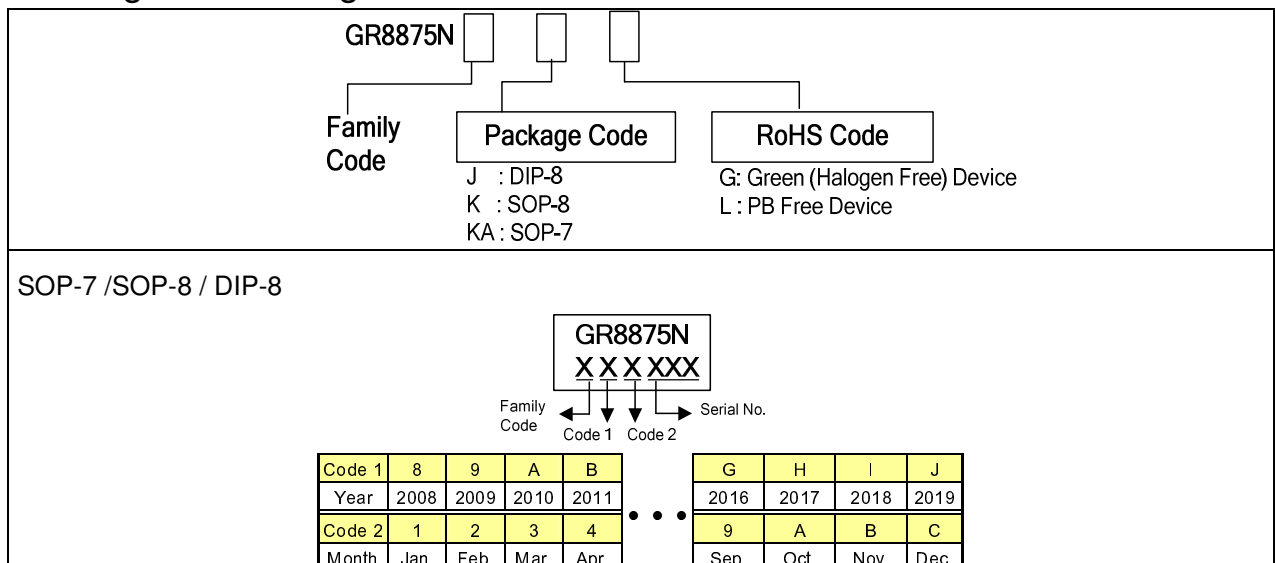 GR8875N
Family Code
Package Code
RoHS Code
J : DIP-8
K : SOP-8
KA : SOP-7
G: Green (Halogen Free) Device
L : PB Free Device
SOP-7 /SOP-8 / DIP-8
GR8875N
X X X XXX
Family Code
Code 1
Code 2
Serial No.
Code 1 8 9 A B G H I J
Year 2008 2009 2010 2011 • • • 2016 2017 2018 2019
Code 2 1 2 3 4 9 A B C
Month Jan Feb Mar Apr Sep Oct Nov Dec